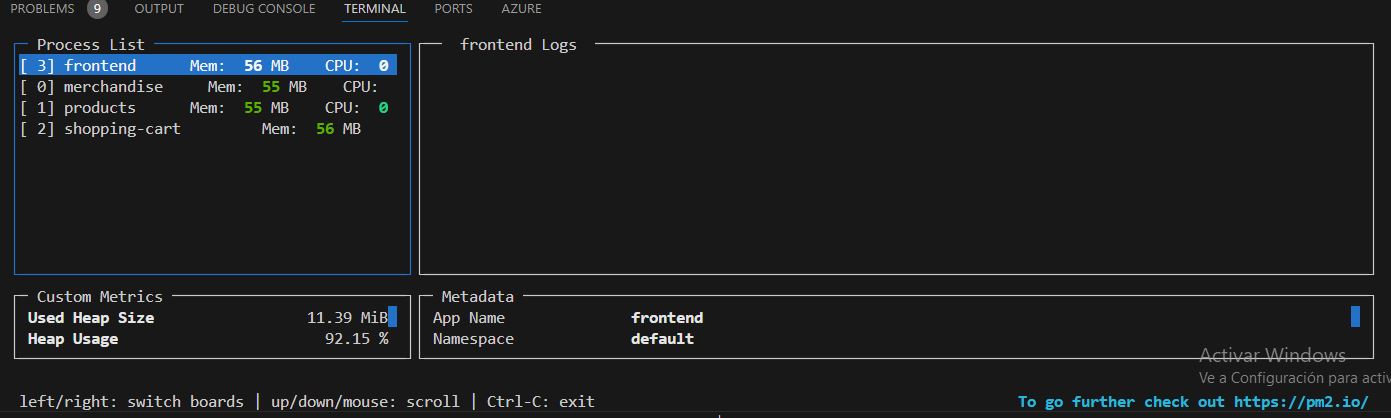 PROBLEMS 9 OUTPUT DEBUG CONSOLE TERMINAL PORTS AZURE
Process List
[ 3] frontend Mem: 56 MB CPU: 0
[ 0] merchandise Mem: 55 MB CPU:
[ 1] products Mem: 55 MB CPU: 0
[ 2] shopping-cart Mem: 56 MB
frontend Logs
Custom Metrics
Used Heap Size 11.39 MiB
Heap Usage 92.15 %
Metadata
App Name frontend
Namespace default
Activar Windows
Ve a Configuración para activ
left/right: switch boards | up/down/mouse: scroll | Ctrl-C: exit
To go further check out https://pm2.io/